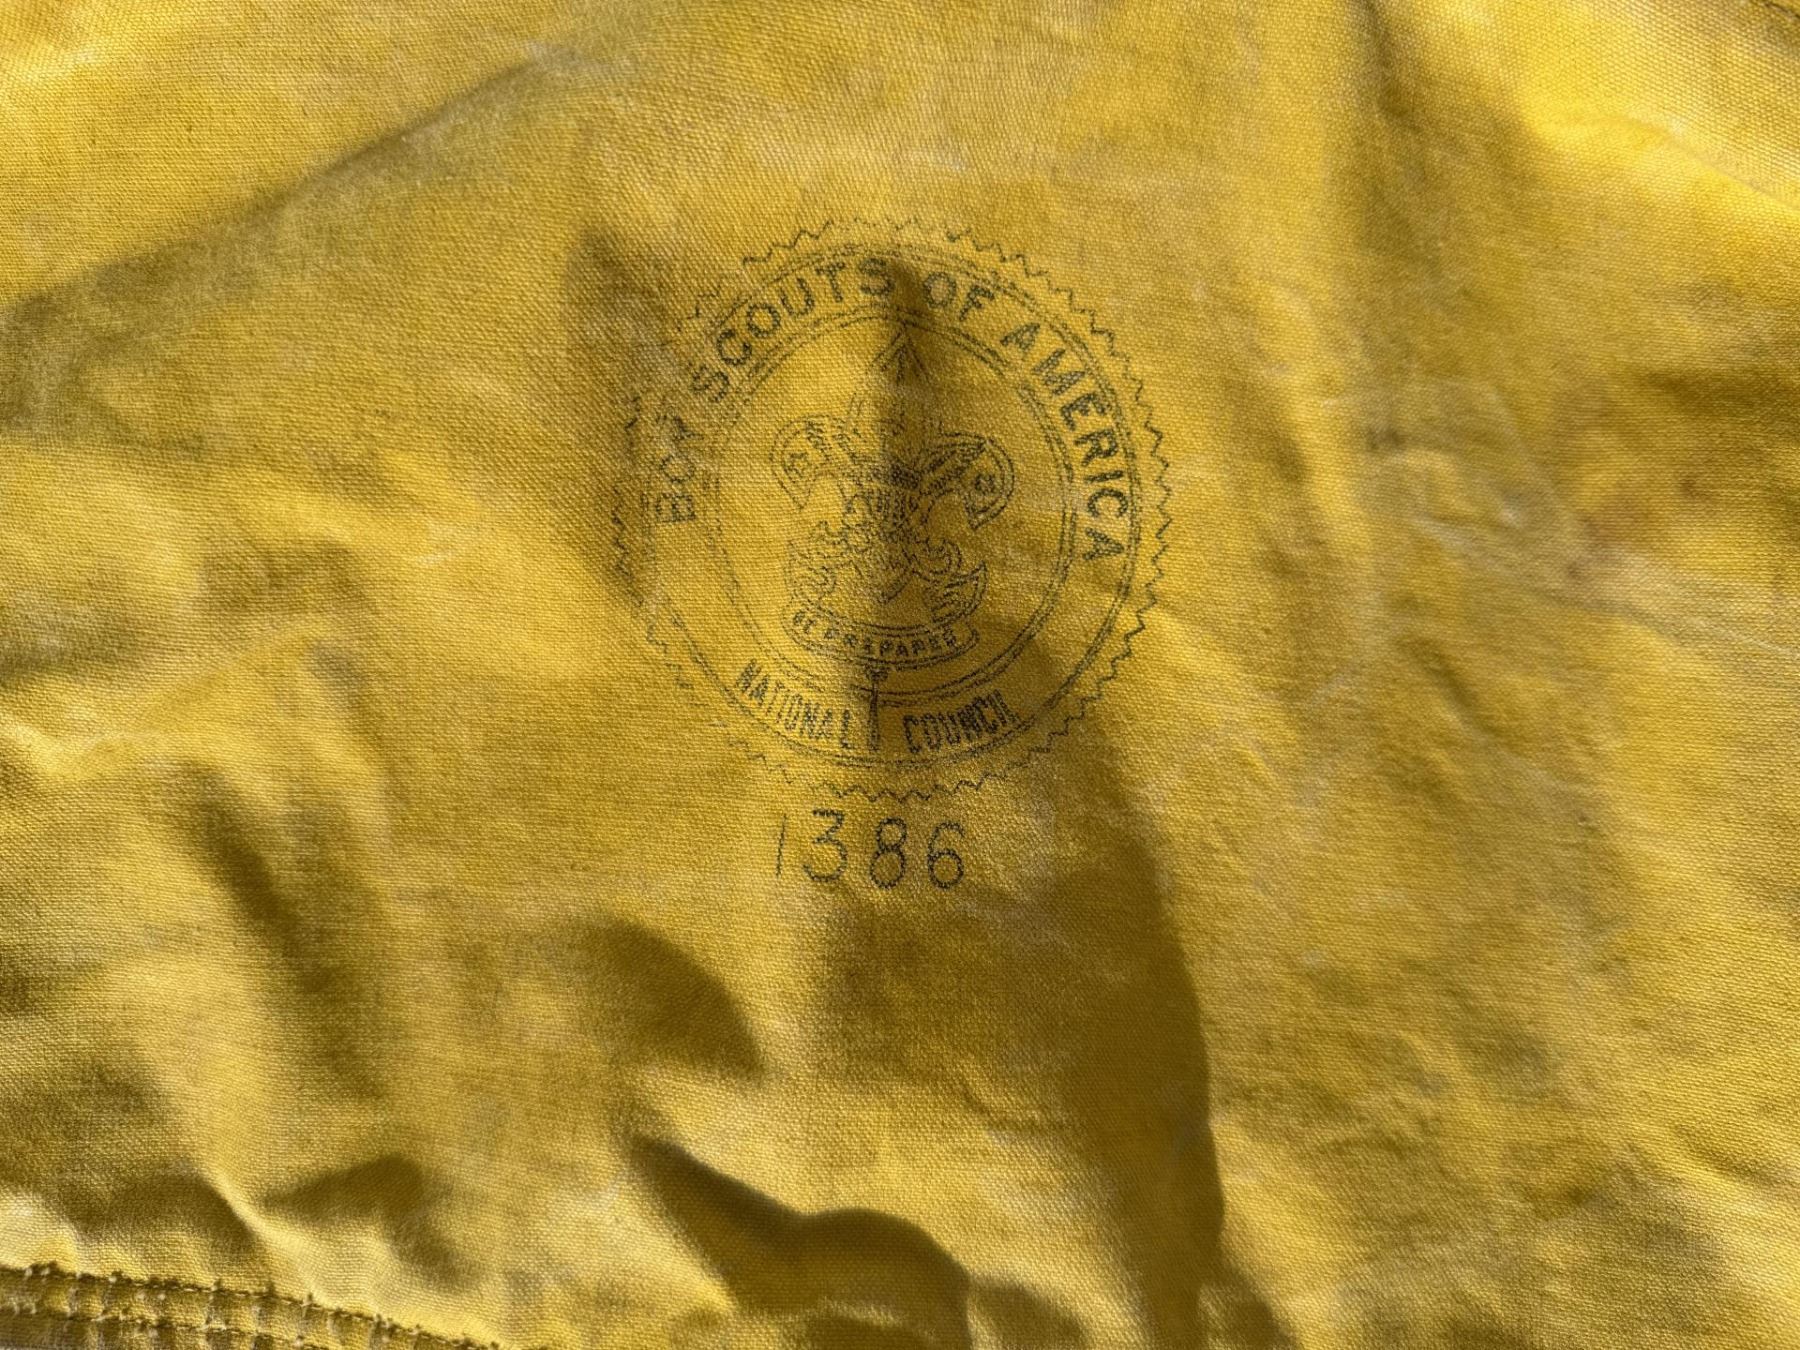 BOY SCOUTS OF AMERICA
BE PREPARED
NATIONAL COUNCIL
1386